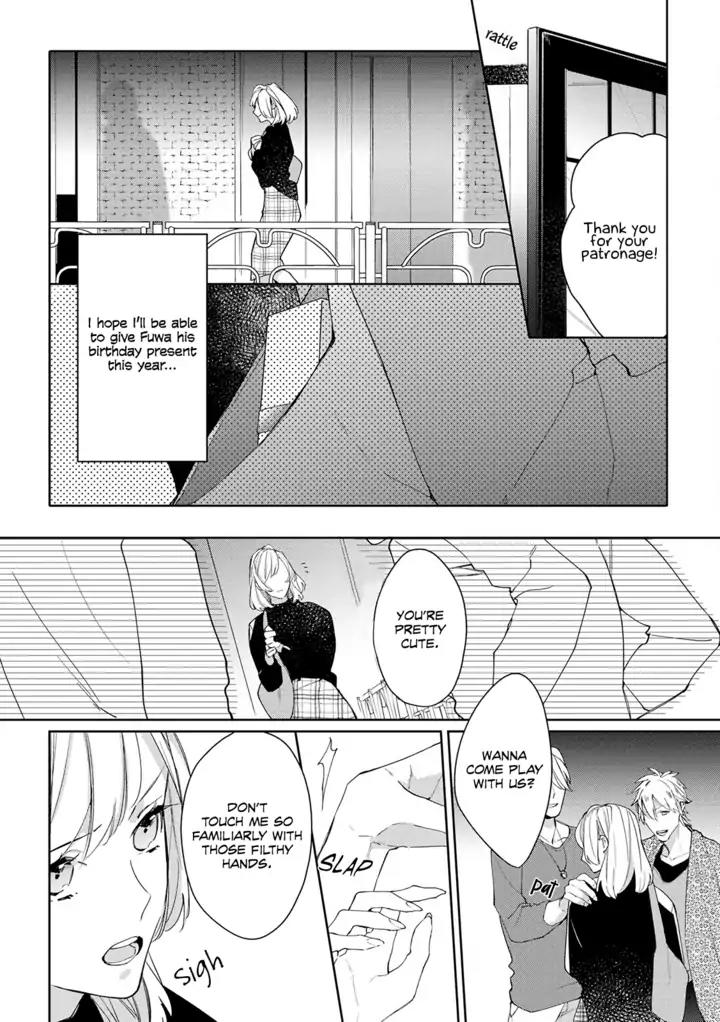 rattle
Thank you
for your
patronage!
I hope I'll be able
to give Fuwa his
birthday present
this year...
YOU'RE
PRETTY
CUTE.
WANNA
COME PLAY
WITH US?
Pat
SLAP
DON'T
TOUCH ME SO
FAMILIARLY WITH
THOSE FILTHY
HANDS.
sigh